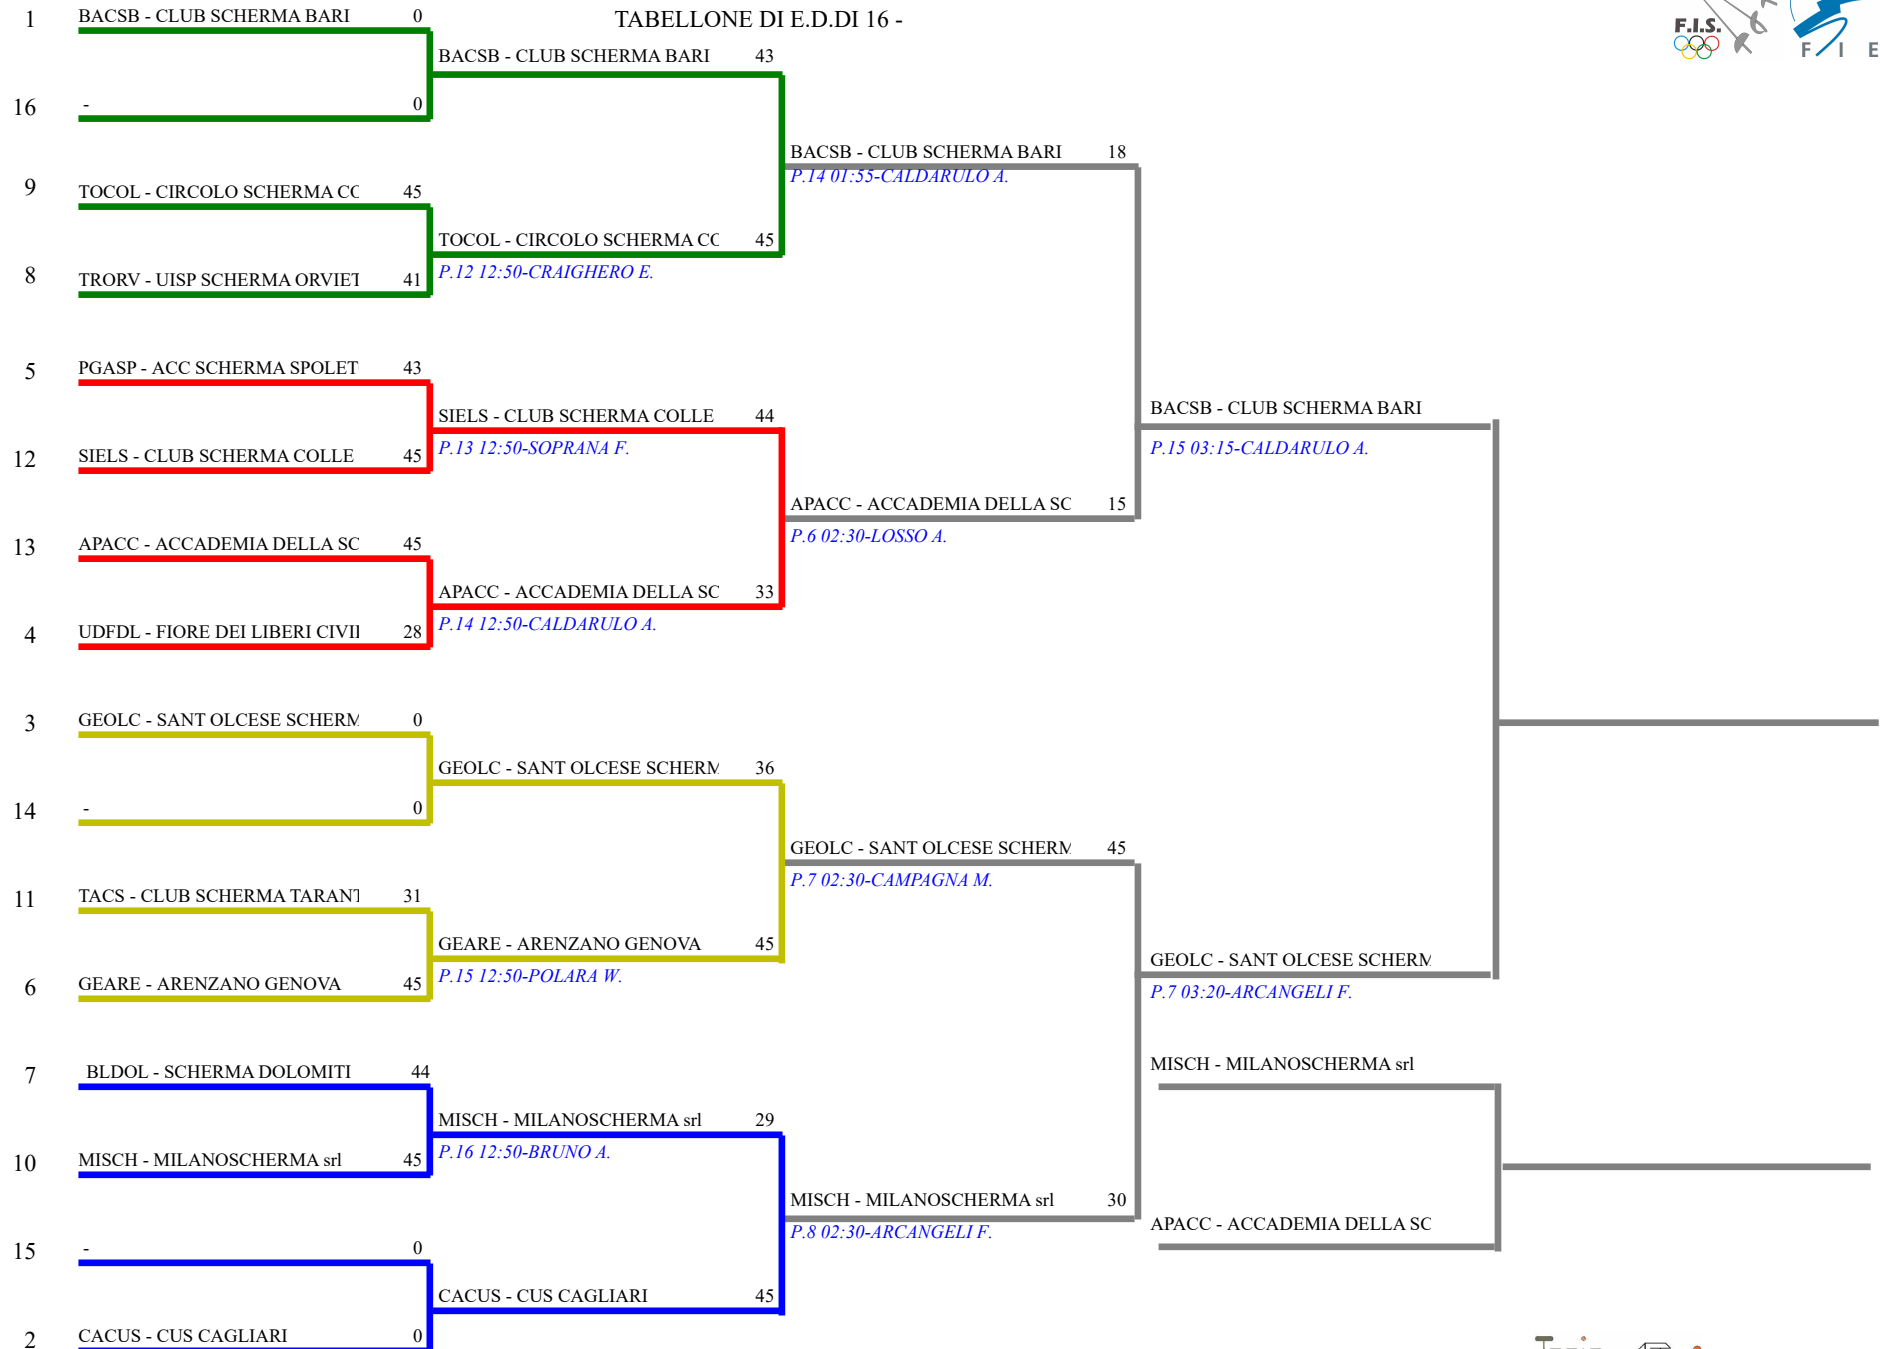 TABELLONE DI E.D.DI 16 -
F.I.S.
F I E
1 BACSB - CLUB SCHERMA BARI 0
BACSB - CLUB SCHERMA BARI 43
16 - 0
BACSB - CLUB SCHERMA BARI 18
P.14 01:55-CALDARULO A.
9 TOCOL - CIRCOLO SCHERMA CC 45
TOCOL - CIRCOLO SCHERMA CC 45
P.12 12:50-CRAIGHERO E.
8 TRORV - UISP SCHERMA ORVIET 41
5 PGASP - ACC SCHERMA SPOLET 43
BACSB - CLUB SCHERMA BARI
P.15 03:15-CALDARULO A.
SIELS - CLUB SCHERMA COLLE 44
P.13 12:50-SOPRANA F.
12 SIELS - CLUB SCHERMA COLLE 45
APACC - ACCADEMIA DELLA SC 15
P.6 02:30-LOSSO A.
13 APACC - ACCADEMIA DELLA SC 45
APACC - ACCADEMIA DELLA SC 33
P.14 12:50-CALDARULO A.
4 UDFDL - FIORE DEI LIBERI CIVII 28
3 GEOLC - SANT OLCESE SCHERM 0
GEOLC - SANT OLCESE SCHERM 36
14 - 0
GEOLC - SANT OLCESE SCHERM 45
P.7 02:30-CAMPAGNA M.
11 TACS - CLUB SCHERMA TARANT 31
GEARE - ARENZANO GENOVA 45
P.15 12:50-POLARA W.
GEOLC - SANT OLCESE SCHERM
P.7 03:20-ARCANGELI F.
6 GEARE - ARENZANO GENOVA 45
7 BLDOL - SCHERMA DOLOMITI 44
MISCH - MILANOSCHERMA srl
MISCH - MILANOSCHERMA srl 29
P.16 12:50-BRUNO A.
10 MISCH - MILANOSCHERMA srl 45
MISCH - MILANOSCHERMA srl 30
P.8 02:30-ARCANGELI F.
APACC - ACCADEMIA DELLA SC
15 - 0
CACUS - CUS CAGLIARI 45
2 CACUS - CUS CAGLIARI 0